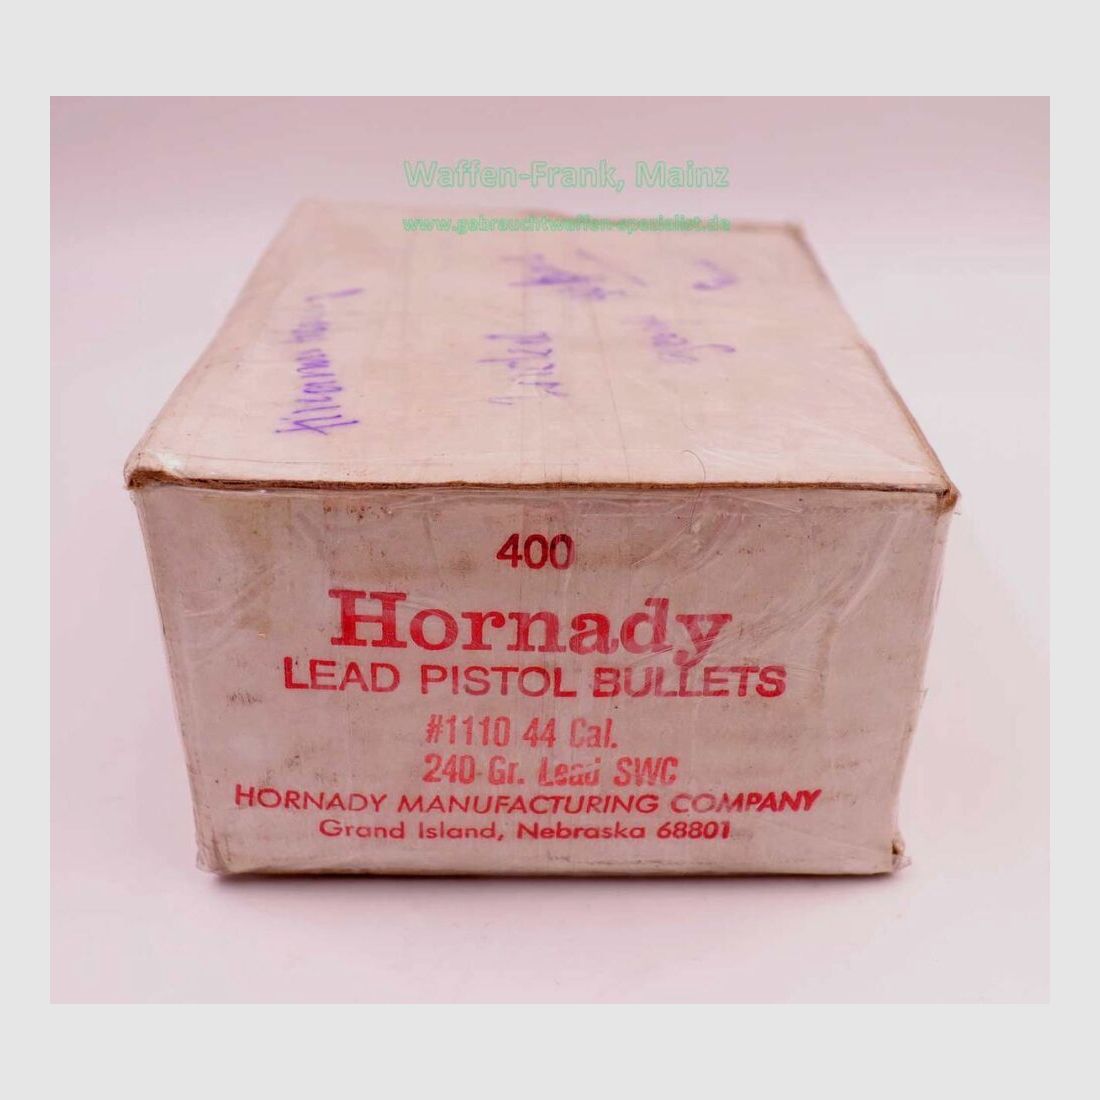 Waffen-Frank, Mainz
www.gebrauchtwaffen-spezialist.de
400
Hornady
LEAD PISTOL BULLETS
#1110 44 Cal.
240 Gr. Lead SWC
HORNADY MANUFACTURING COMPANY
Grand Island, Nebraska 68801